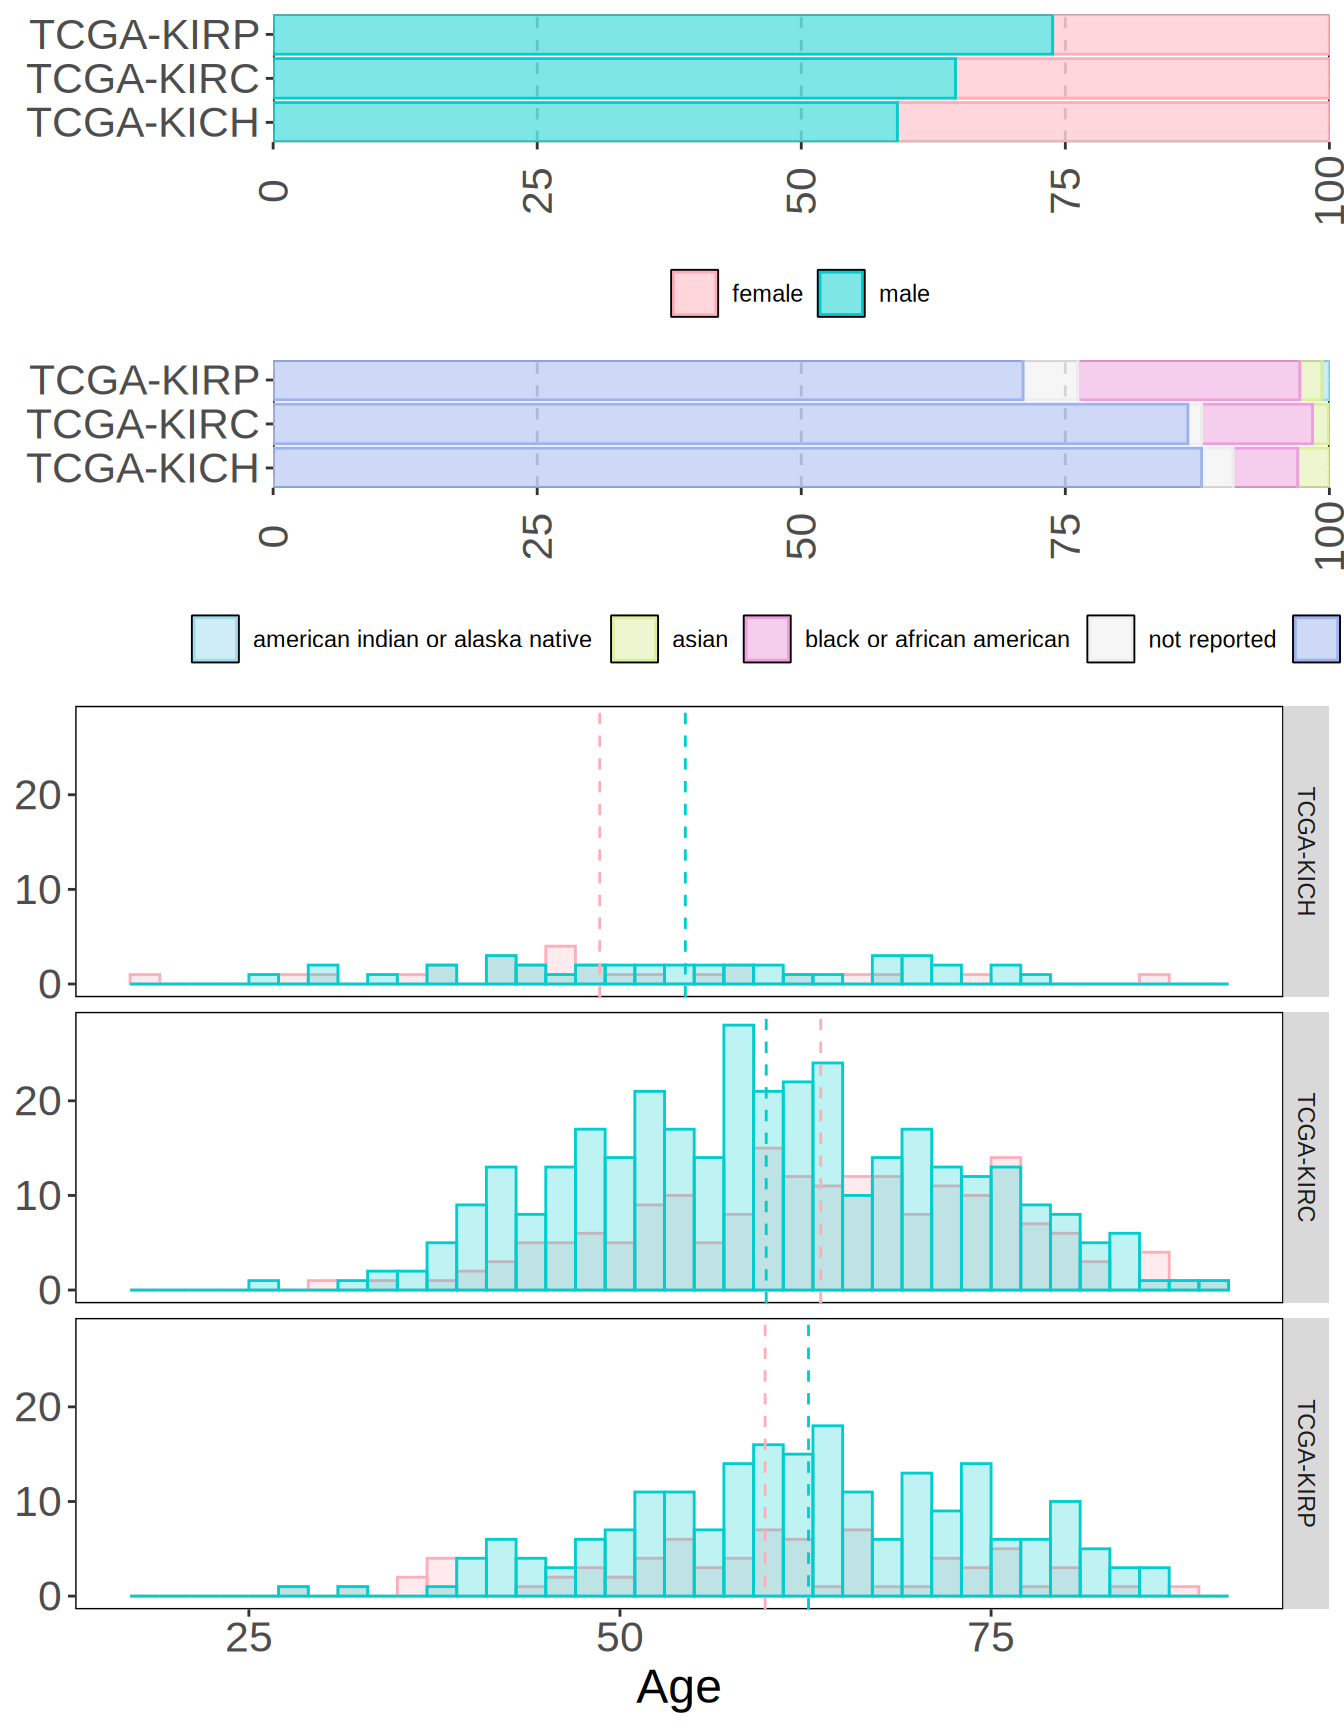 TCGA-KIRP
TCGA-KIRC
TCGA-KICH
0 25 50 75 100
female male
TCGA-KIRP
TCGA-KIRC
TCGA-KICH
0 25 50 75 100
american indian or alaska native asian black or african american not reported
20
10
0
TCGA-KICH
20
10
0
TCGA-KIRC
20
10
0
TCGA-KIRP
25 50 75
Age